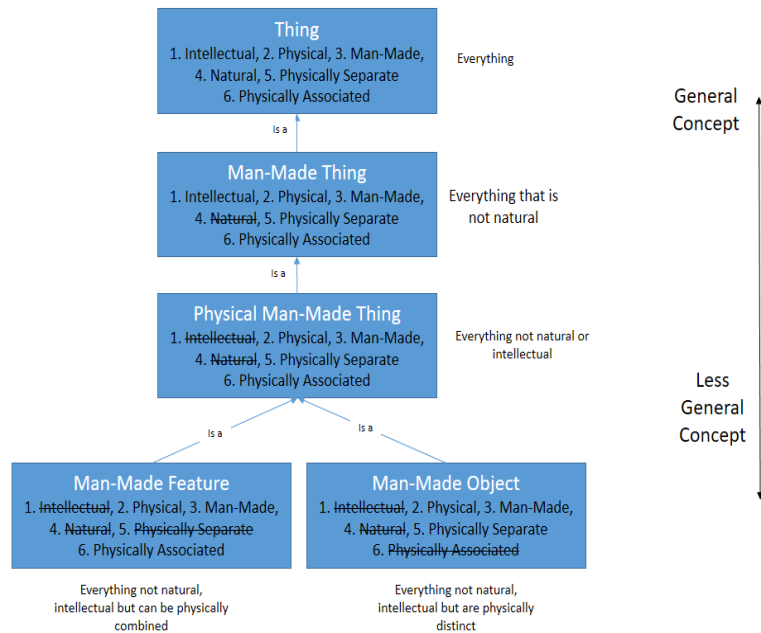 Thing
1. Intellectual, 2. Physical, 3. Man-Made,
4. Natural, 5. Physically Separate
6. Physically Associated
Everything
General
Concept
Is a
Man-Made Thing
1. Intellectual, 2. Physical, 3. Man-Made,
4. Natural, 5. Physically Separate
6. Physically Associated
Everything that is
not natural
Is a
Physical Man-Made Thing
1. Intellectual, 2. Physical, 3. Man-Made,
4. Natural, 5. Physically Separate
6. Physically Associated
Everything not natural or
intellectual
Less
General
Concept
Is a
Is a
Man-Made Feature
1. Intellectual, 2. Physical, 3. Man-Made,
4. Natural, 5. Physically Separate
6. Physically Associated
Man-Made Object
1. Intellectual, 2. Physical, 3. Man-Made,
4. Natural, 5. Physically Separate
6. Physically Associated
Everything not natural,
intellectual but can be physically
combined
Everything not natural,
intellectual but are physically
distinct